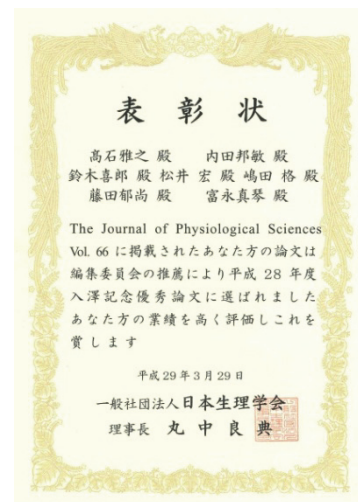 表彰状
高石雅之 殿 内田邦敏 殿
鈴木喜郎 殿 松井 宏 殿 嶋田 格 殿
藤田郁尚 殿 富永真琴 殿
The Journal of Physiological Sciences
Vol. 66 に掲載されたあなた方の論文は
編集委員会の推薦により平成 28 年度
入澤記念優秀論文に選ばれました
あなた方の業績を高く評価しこれを
賞します
平成29年3月29日
一般社団法人日本生理学会
理事長 丸中良典